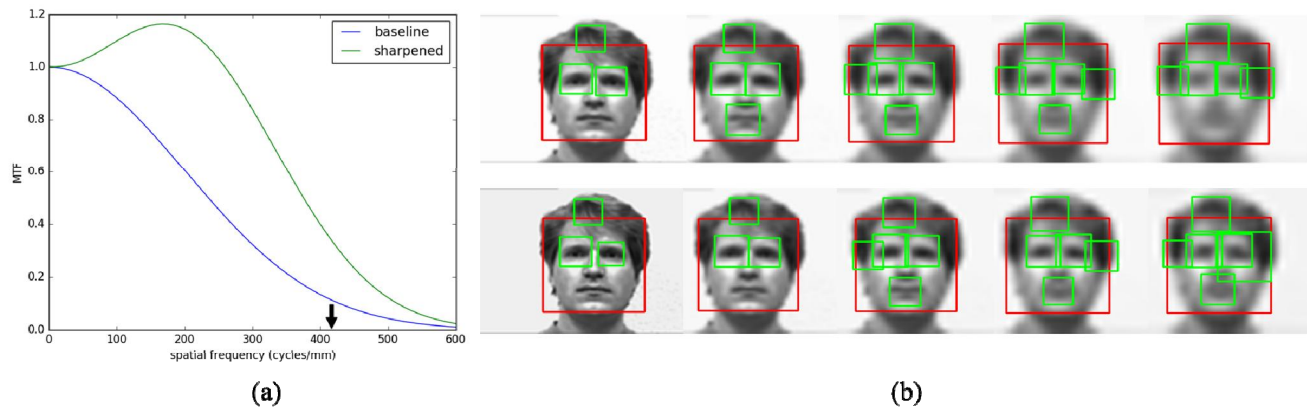 1.2
1.0
0.8
0.6
0.4
0.2
0.0
MTF
baseline
sharpened
0 100 200 300 400 500 600
spatial frequency (cycles/mm)
(a)
(b)